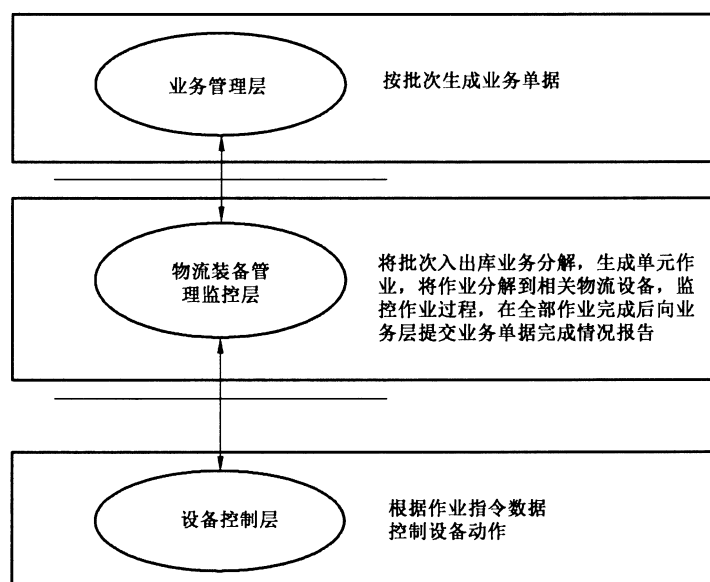 业务管理层
按批次生成业务单据
物流装备管
理监控层
将批次入出库业务分解，生成单元作
业，将作业分解到相关物流设备，监
控作业过程，在全部作业完成后向业
务层提交业务单据完成情况报告
设备控制层
根据作业指令数据
控制设备动作